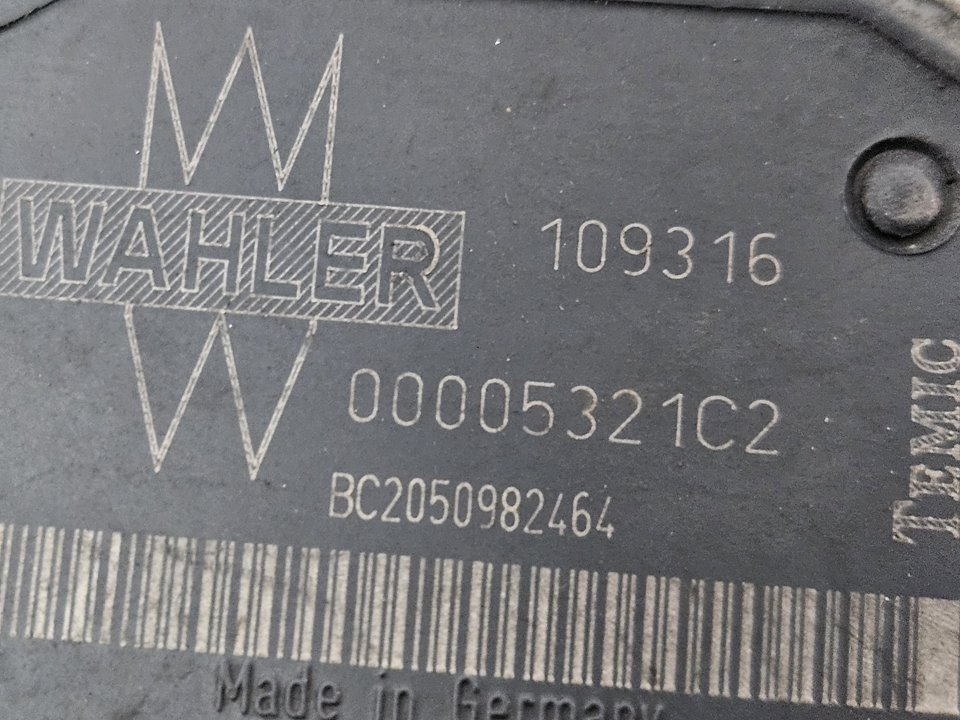 WAHLER
109316
00005321C2
BC2050982464
TEMIC
Made in Germany